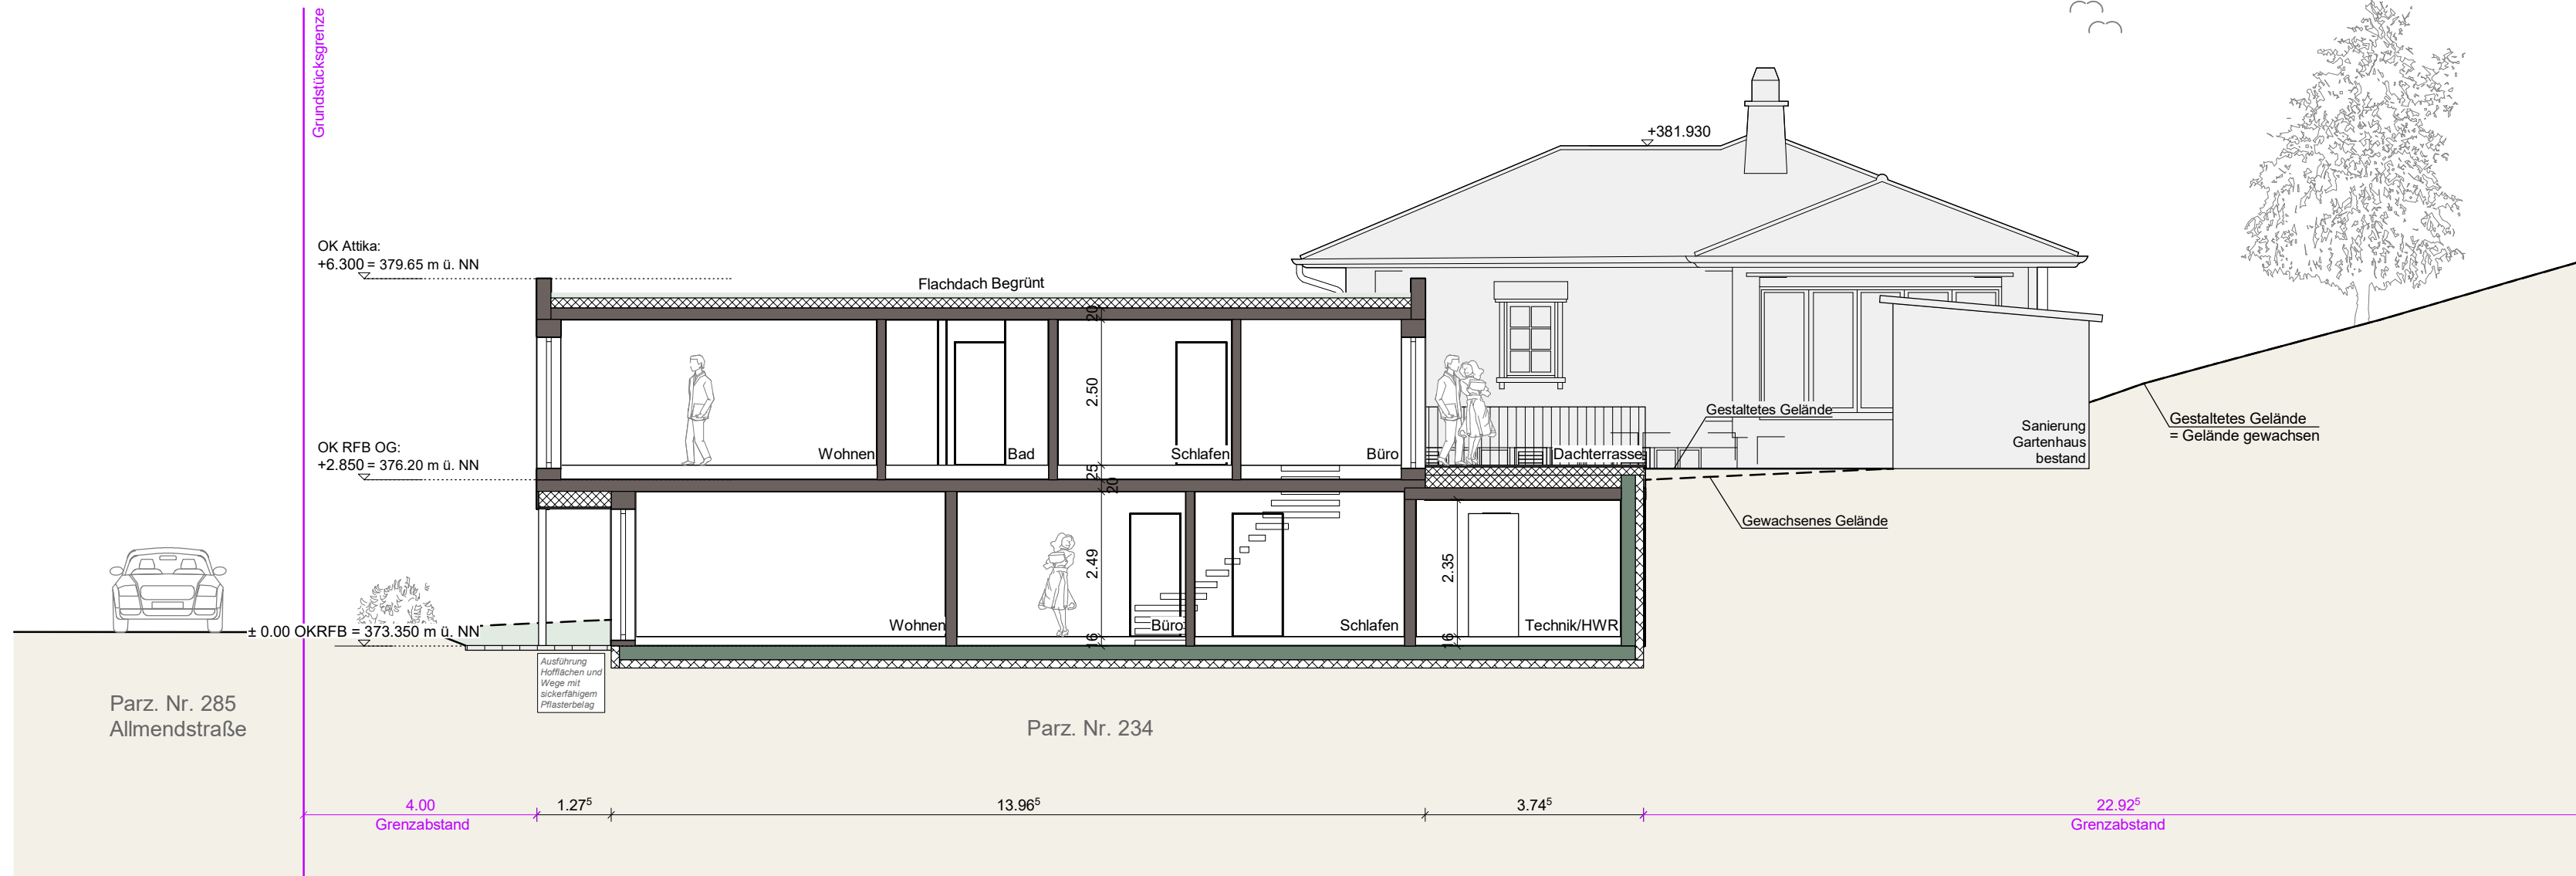 Grundstücksgrenze
+381.930
OK Attika:
+6.300 = 379.65 m ü. NN
Flachdach Begrünt
20
2.50
OK RFB OG:
+2.850 = 376.20 m ü. NN
Wohnen
Bad
Schlafen
Büro
Dachterrasse
Gestaltetes Gelände
Sanierung
Gartenhaus
bestand
Gestaltetes Gelände
= Gelände gewachsen
25
20
Gewachsenes Gelände
2.49
2.35
± 0.00 OKRFB = 373.350 m ü. NN
Wohnen
Büro
Schlafen
Technik/HWR
16
16
Ausführung
Hofflächen und
Wege mit
sickerfähigem
Pflasterbelag
Parz. Nr. 285
Allmendstraße
Parz. Nr. 234
4.00
Grenzabstand
1.27⁵
13.96⁵
3.74⁵
22.92⁵
Grenzabstand